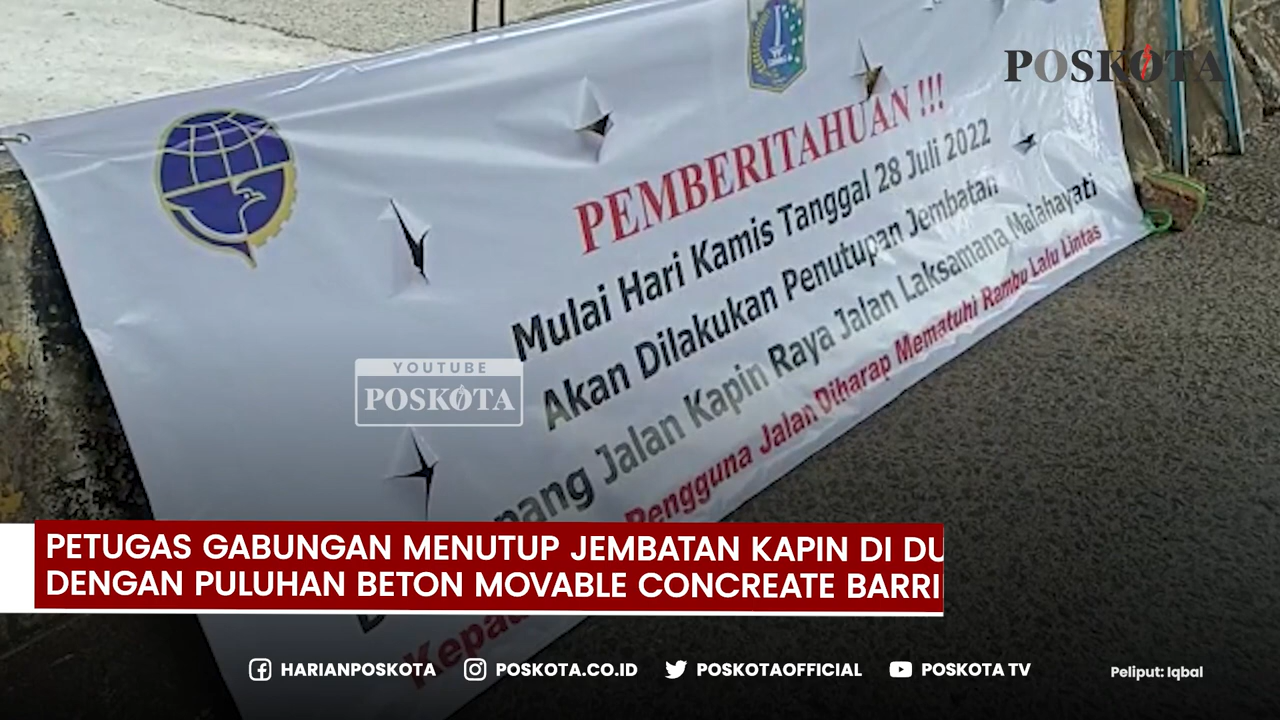 POSKOTA
PEMBERITAHUAN !!!
Mulai Hari Kamis Tanggal 28 Juli 2022
Akan Dilakukan Penutupan Jembatan
Jalan Kapin Raya Jalan Laksamana Malahayati
Pengguna Jalan Diharap Mematuhi Rambu Lalu Lintas
YOUTUBE
POSKOTA
PETUGAS GABUNGAN MENUTUP JEMBATAN KAPIN DI DU
DENGAN PULUHAN BETON MOVABLE CONCREATE BARRI
HARIANPOSKOTA
POSKOTA.CO.ID
POSKOTAOFFICIAL
POSKOTA TV
Peliput: Iqbal